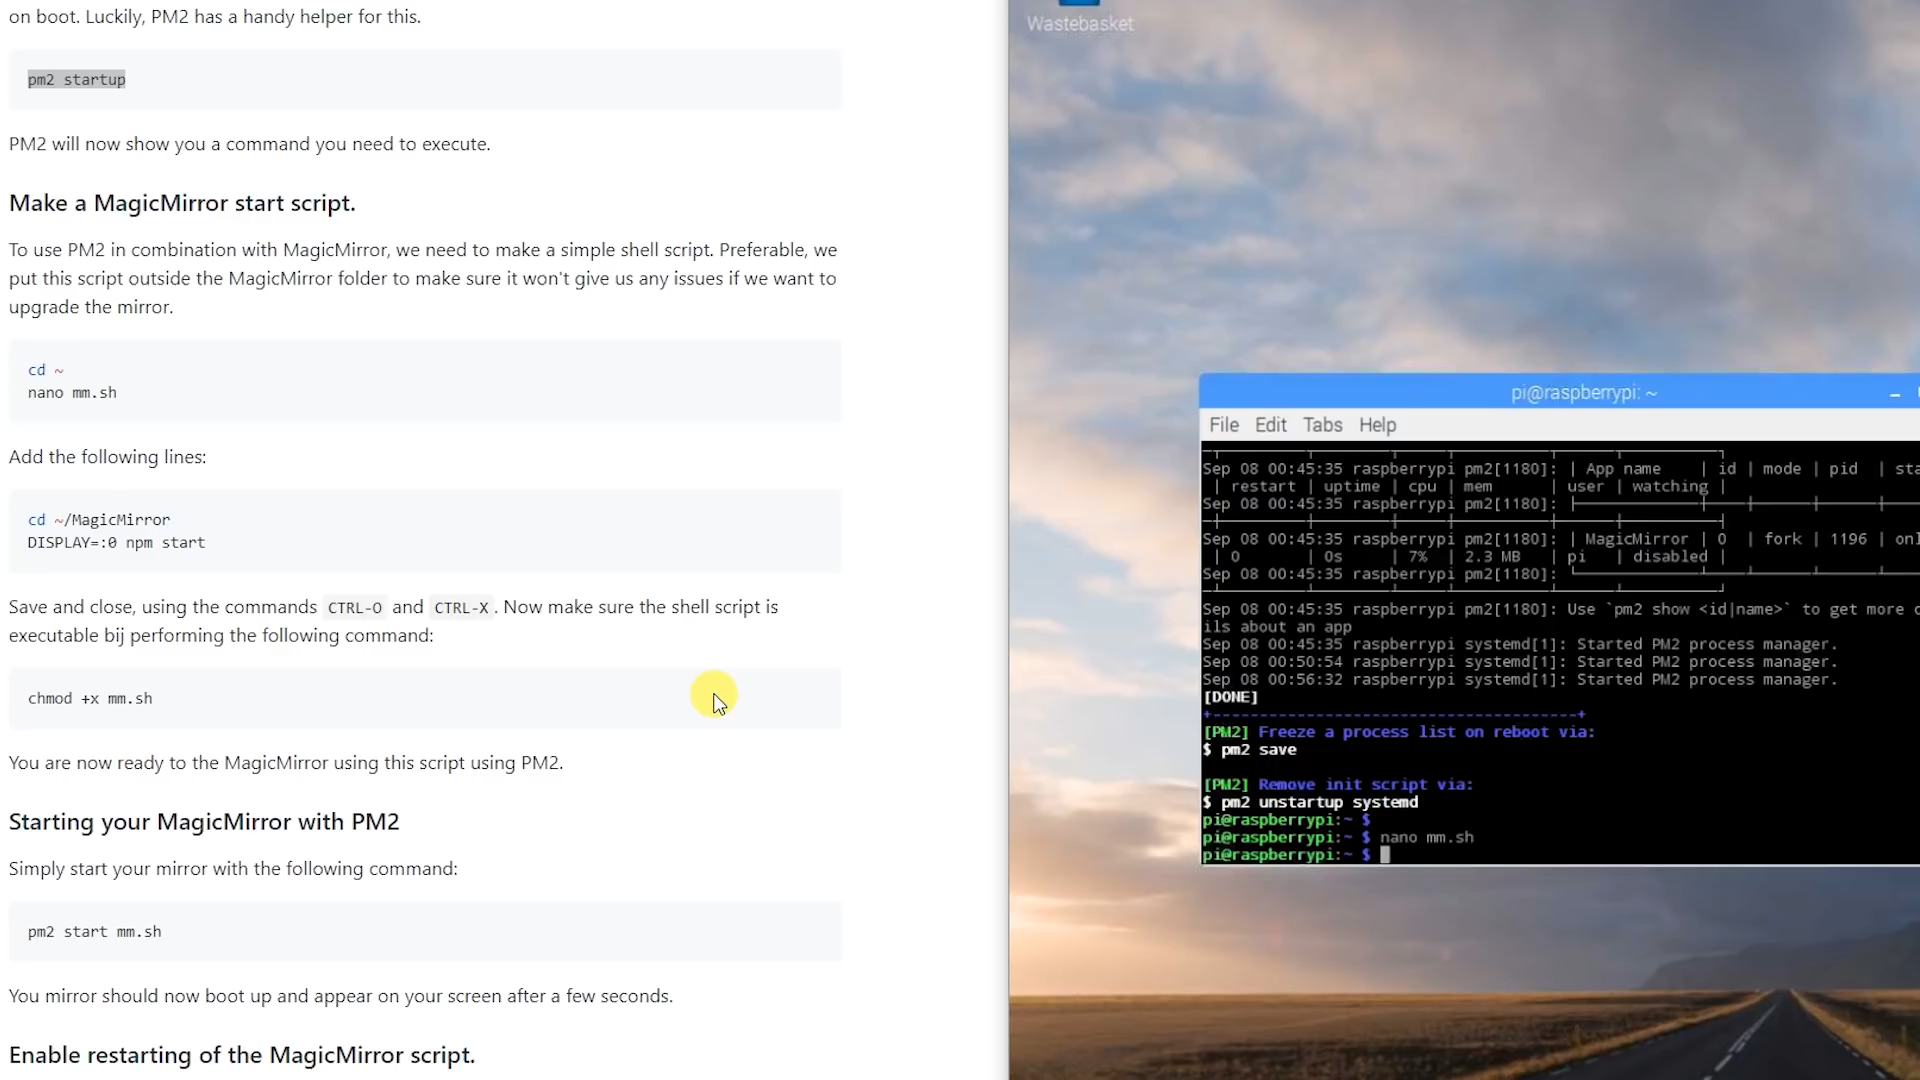 on boot. Luckily, PM2 has a handy helper for this.
pm2 startup
PM2 will now show you a command you need to execute.
Make a MagicMirror start script.
To use PM2 in combination with MagicMirror, we need to make a simple shell script. Preferable, we
put this script outside the MagicMirror folder to make sure it won't give us any issues if we want to
upgrade the mirror.
cd ~
nano mm.sh
Add the following lines:
cd ~/MagicMirror
DISPLAY=:0 npm start
Save and close, using the commands CTRL-O and CTRL-X. Now make sure the shell script is
executable bij performing the following command:
chmod +x mm.sh
You are now ready to the MagicMirror using this script using PM2.
Starting your MagicMirror with PM2
Simply start your mirror with the following command:
pm2 start mm.sh
You mirror should now boot up and appear on your screen after a few seconds.
Enable restarting of the MagicMirror script.
Wastebasket
pi@raspberrypi: ~
File Edit Tabs Help
Sep 08 00:45:35 raspberrypi pm2[1180]: | App name | id | mode | pid | sta
| restart | uptime | cpu | mem | user | watching |
Sep 08 00:45:35 raspberrypi pm2[1180]:
Sep 08 00:45:35 raspberrypi pm2[1180]: | MagicMirror | 0 | fork | 1196 | onl
| 0 | 0s | 7% | 2.3 MB | pi | disabled |
Sep 08 00:45:35 raspberrypi pm2[1180]:
Sep 08 00:45:35 raspberrypi pm2[1180]: Use `pm2 show <id|name>` to get more
ils about an app
Sep 08 00:45:35 raspberrypi systemd[1]: Started PM2 process manager.
Sep 08 00:50:54 raspberrypi systemd[1]: Started PM2 process manager.
Sep 08 00:56:32 raspberrypi systemd[1]: Started PM2 process manager.
[DONE]
+-----------------------------------------+
[PM2] Freeze a process list on reboot via:
$ pm2 save
[PM2] Remove init script via:
$ pm2 unstartup systemd
pi@raspberrypi:~ $
pi@raspberrypi:~ $ nano mm.sh
pi@raspberrypi:~ $